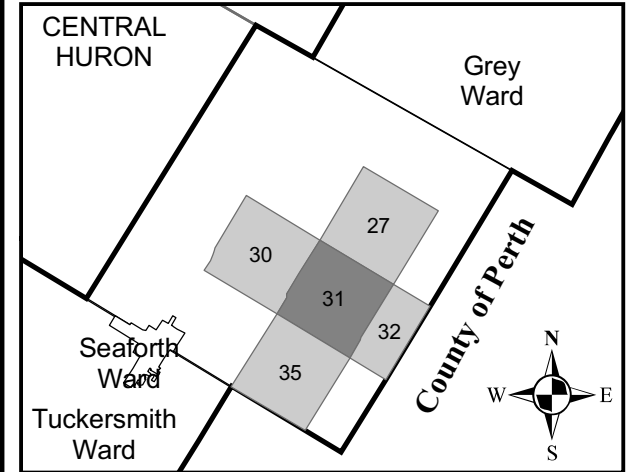 CENTRAL
HURON
Grey
Ward
27
30
31
32
35
County of Perth
Seaforth
Ward
Tuckersmith
Ward
N
W
E
S